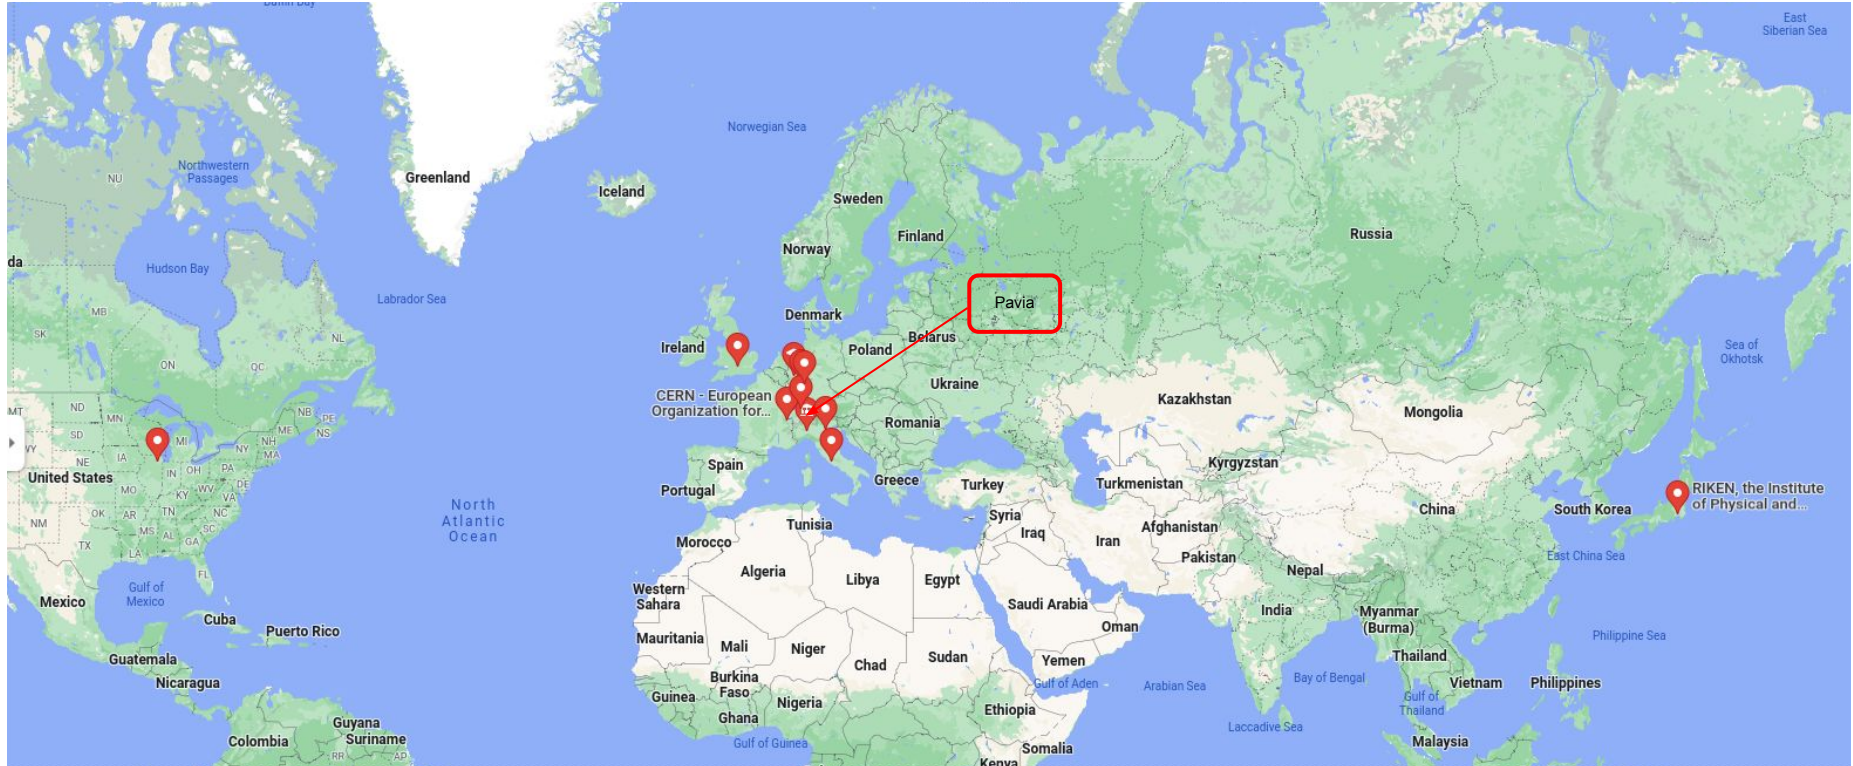 Baffin Bay
East
Siberian Sea
Norwegian Sea
Northwestern
Passages
NU
Greenland
Iceland
Sweden
Russia
Finland
Norway
da
Hudson Bay
Labrador Sea
Pavia
MB
Denmark
SK
NL
Ireland
Belarus
Poland
Sea of
Okhotsk
ON
QC
Ukraine
CERN - European
Organization for...
Kazakhstan
Mongolia
MT
ND
MN
NB
PE
NS
ME
SD
MI
NH
MA
NY
WY
IA
NE
Romania
United States
IN
OH
PA
DE
Spain
Kyrgyzstan
Greece
Turkey
Turkmenistan
RIKEN, the Institute
of Physical and...
MO
KY
WV
VA
Portugal
North
Atlantic
Ocean
China
South Korea
OK
AR
TN
NC
NM
MS
AL
GA
SC
Tunisia
Syria
Iraq
Afghanistan
Morocco
Iran
TX
LA
Pakistan
East China Sea
FL
Algeria
Libya
Egypt
Nepal
Gulf of
Mexico
Mexico
Western
Sahara
Saudi Arabia
India
Myanmar
(Burma)
Cuba
Puerto Rico
Oman
Mauritania
Mali
Niger
Chad
Sudan
Philippine Sea
Guatemala
Yemen
Thailand
Nicaragua
Burkina
Faso
Gulf of Aden
Arabian Sea
Bay of Bengal
Vietnam
Philippines
Guinea
Nigeria
Ethiopia
Gulf of
Thailand
Ghana
Guyana
Laccadive Sea
Suriname
Colombia
Gulf of Guinea
Somalia
Malaysia
RR
AP
Kenya